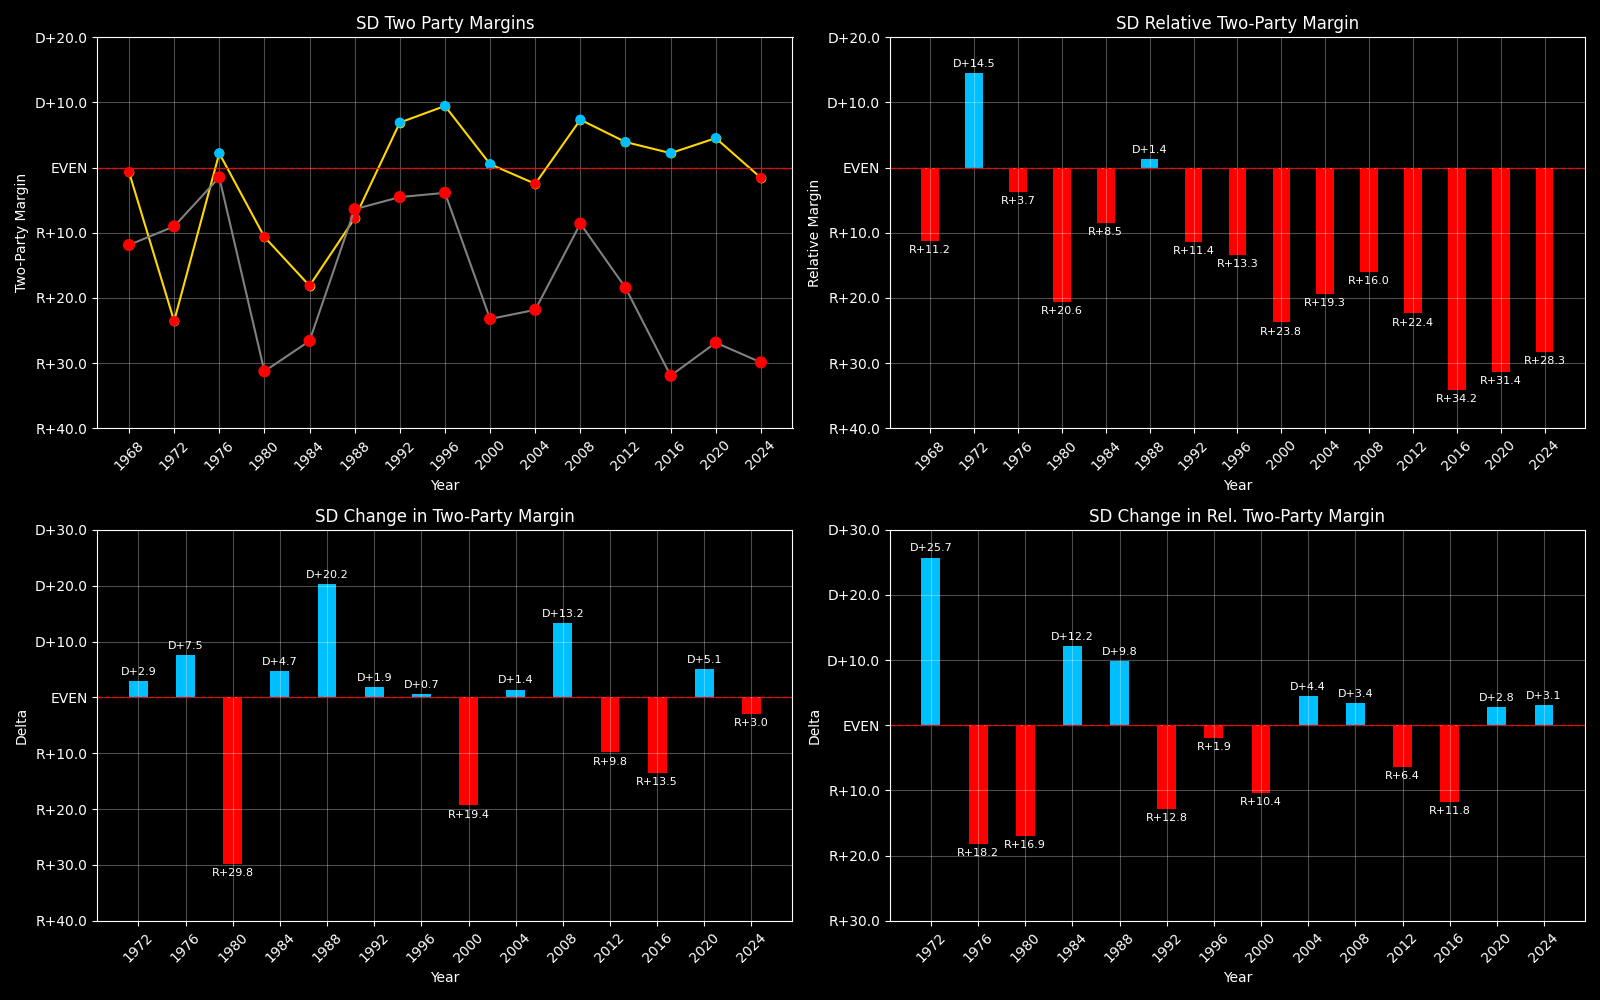 SD Two Party Margins
Two-Party Margin
D+20.0
D+10.0
EVEN
R+10.0
R+20.0
R+30.0
R+40.0
1968 1972 1976 1980 1984 1988 1992 1996 2000 2004 2008 2012 2016 2020 2024
Year
SD Relative Two-Party Margin
Relative Margin
D+20.0
D+10.0
EVEN
R+10.0
R+20.0
R+30.0
R+40.0
R+11.2
D+14.5
R+3.7
R+20.6
R+8.5
D+1.4
R+11.4
R+13.3
R+23.8
R+19.3
R+16.0
R+22.4
R+34.2
R+31.4
R+28.3
1968 1972 1976 1980 1984 1988 1992 1996 2000 2004 2008 2012 2016 2020 2024
Year
SD Change in Two-Party Margin
Delta
D+30.0
D+20.0
D+10.0
EVEN
R+10.0
R+20.0
R+30.0
R+40.0
D+2.9
D+7.5
R+29.8
D+4.7
D+20.2
D+1.9
D+0.7
R+19.4
D+1.4
D+13.2
R+9.8
R+13.5
D+5.1
R+3.0
1972 1976 1980 1984 1988 1992 1996 2000 2004 2008 2012 2016 2020 2024
Year
SD Change in Rel. Two-Party Margin
Delta
D+30.0
D+20.0
D+10.0
EVEN
R+10.0
R+20.0
R+30.0
D+25.7
R+18.2
R+16.9
D+12.2
D+9.8
R+12.8
R+1.9
R+10.4
D+4.4
D+3.4
R+6.4
R+11.8
D+2.8
D+3.1
1972 1976 1980 1984 1988 1992 1996 2000 2004 2008 2012 2016 2020 2024
Year